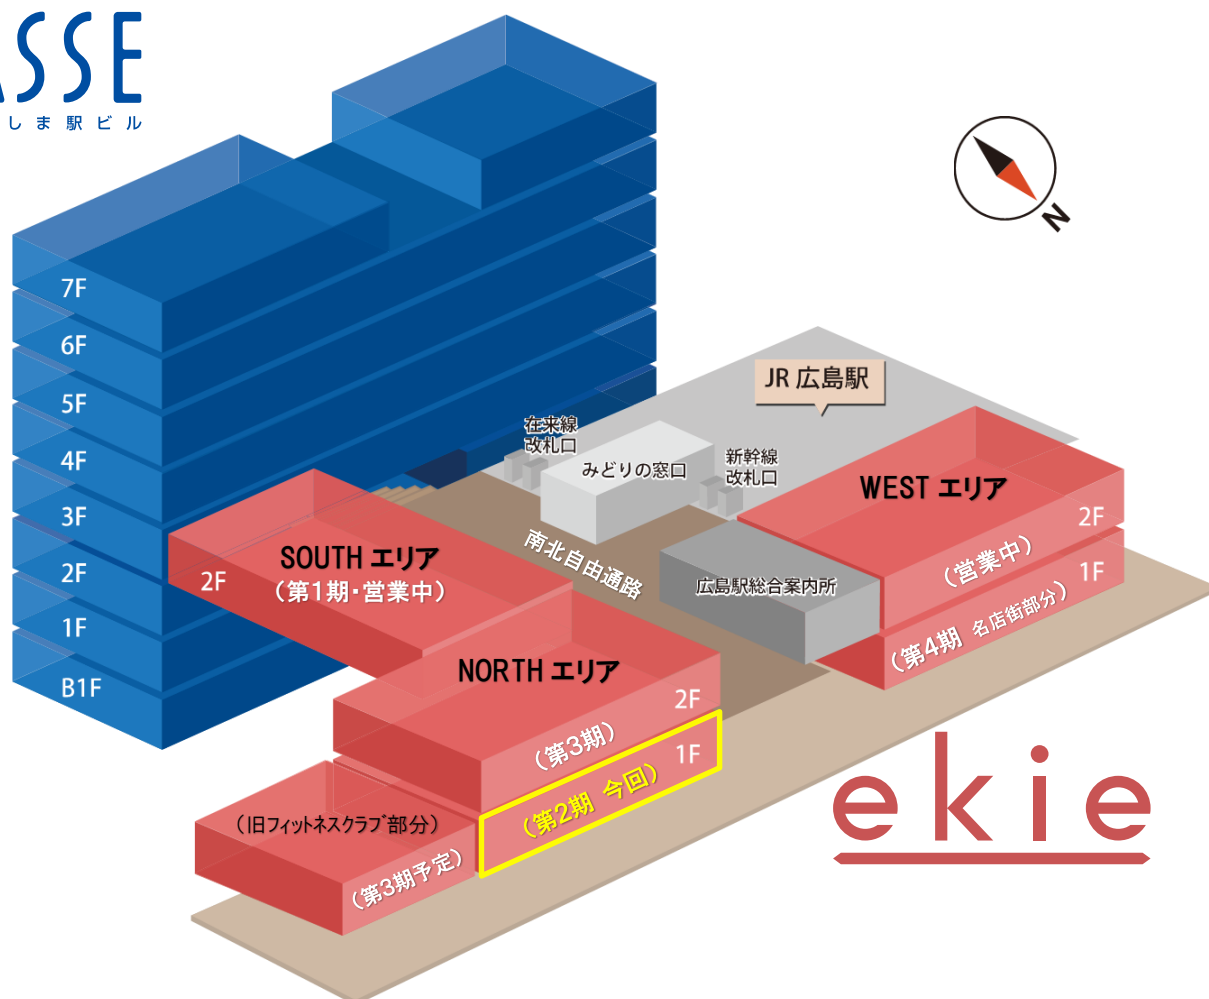 ASSE
しま駅ビル
N
7F
6F
5F
4F
3F
2F
1F
B1F
JR 広島駅
在来線
改札口
みどりの窓口
新幹線
改札口
WEST エリア
2F
(営業中)
1F
(第4期 名店街部分)
南北自由通路
広島駅総合案内所
SOUTH エリア
(第1期・営業中)
2F
NORTH エリア
2F
(第3期)
1F
(第2期 今回)
(旧フィットネスクラブ部分)
(第3期予定)
ekie